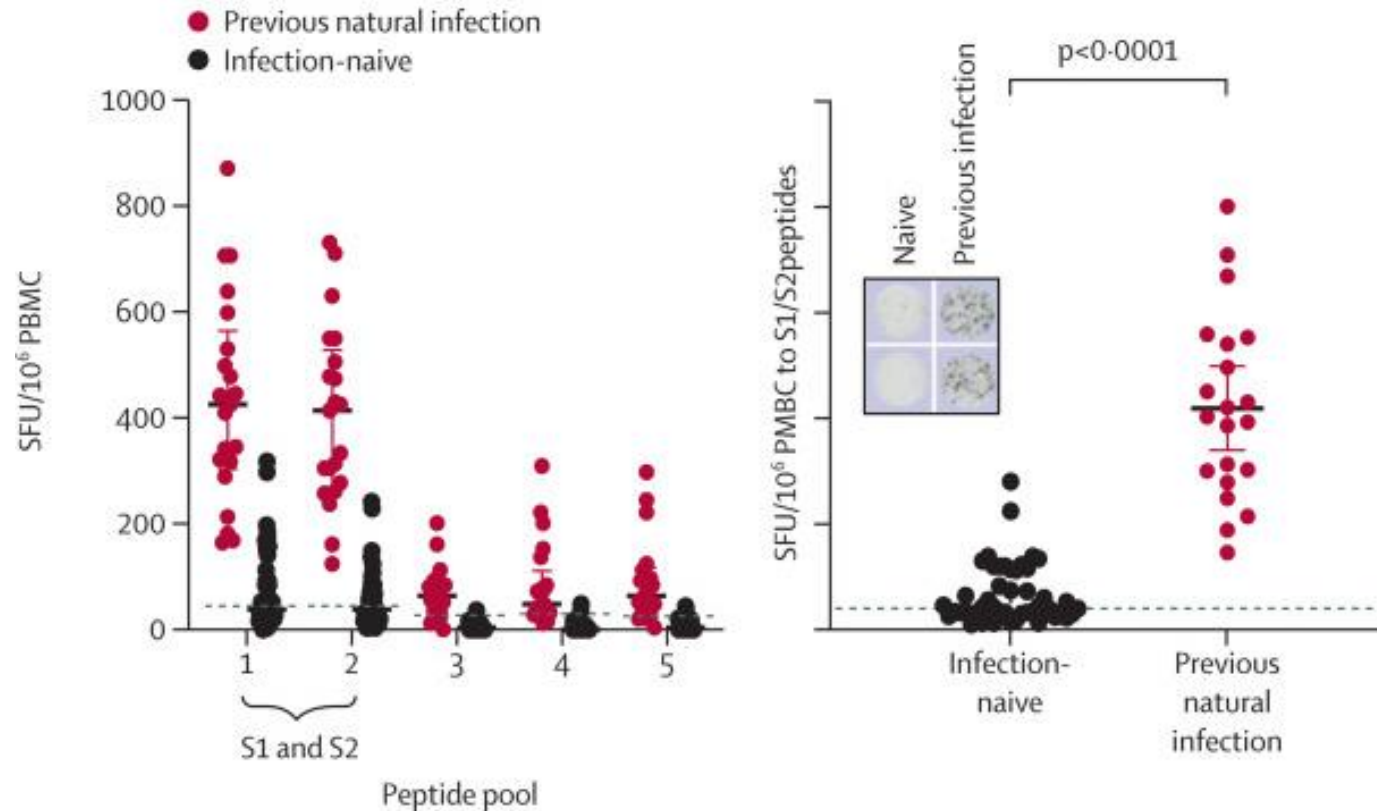 Previous natural infection
Infection-naive
SFU/10⁶ PBMC
1000
800
600
400
200
0
1 2 3 4 5
S1 and S2
Peptide pool
p<0·0001
SFU/10⁶ PMBC to S1/S2peptides
Naive
Previous infection
Infection-
naive
Previous
natural
infection